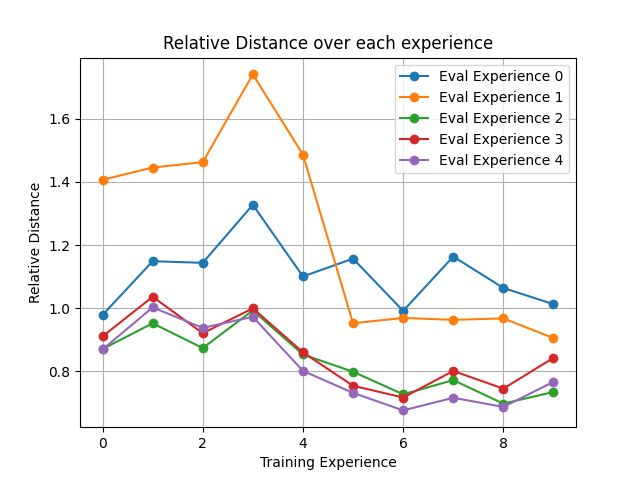 Relative Distance over each experience
Eval Experience 0
Eval Experience 1
Eval Experience 2
Eval Experience 3
Eval Experience 4
1.6
1.4
1.2
1.0
0.8
Relative Distance
0 2 4 6 8
Training Experience